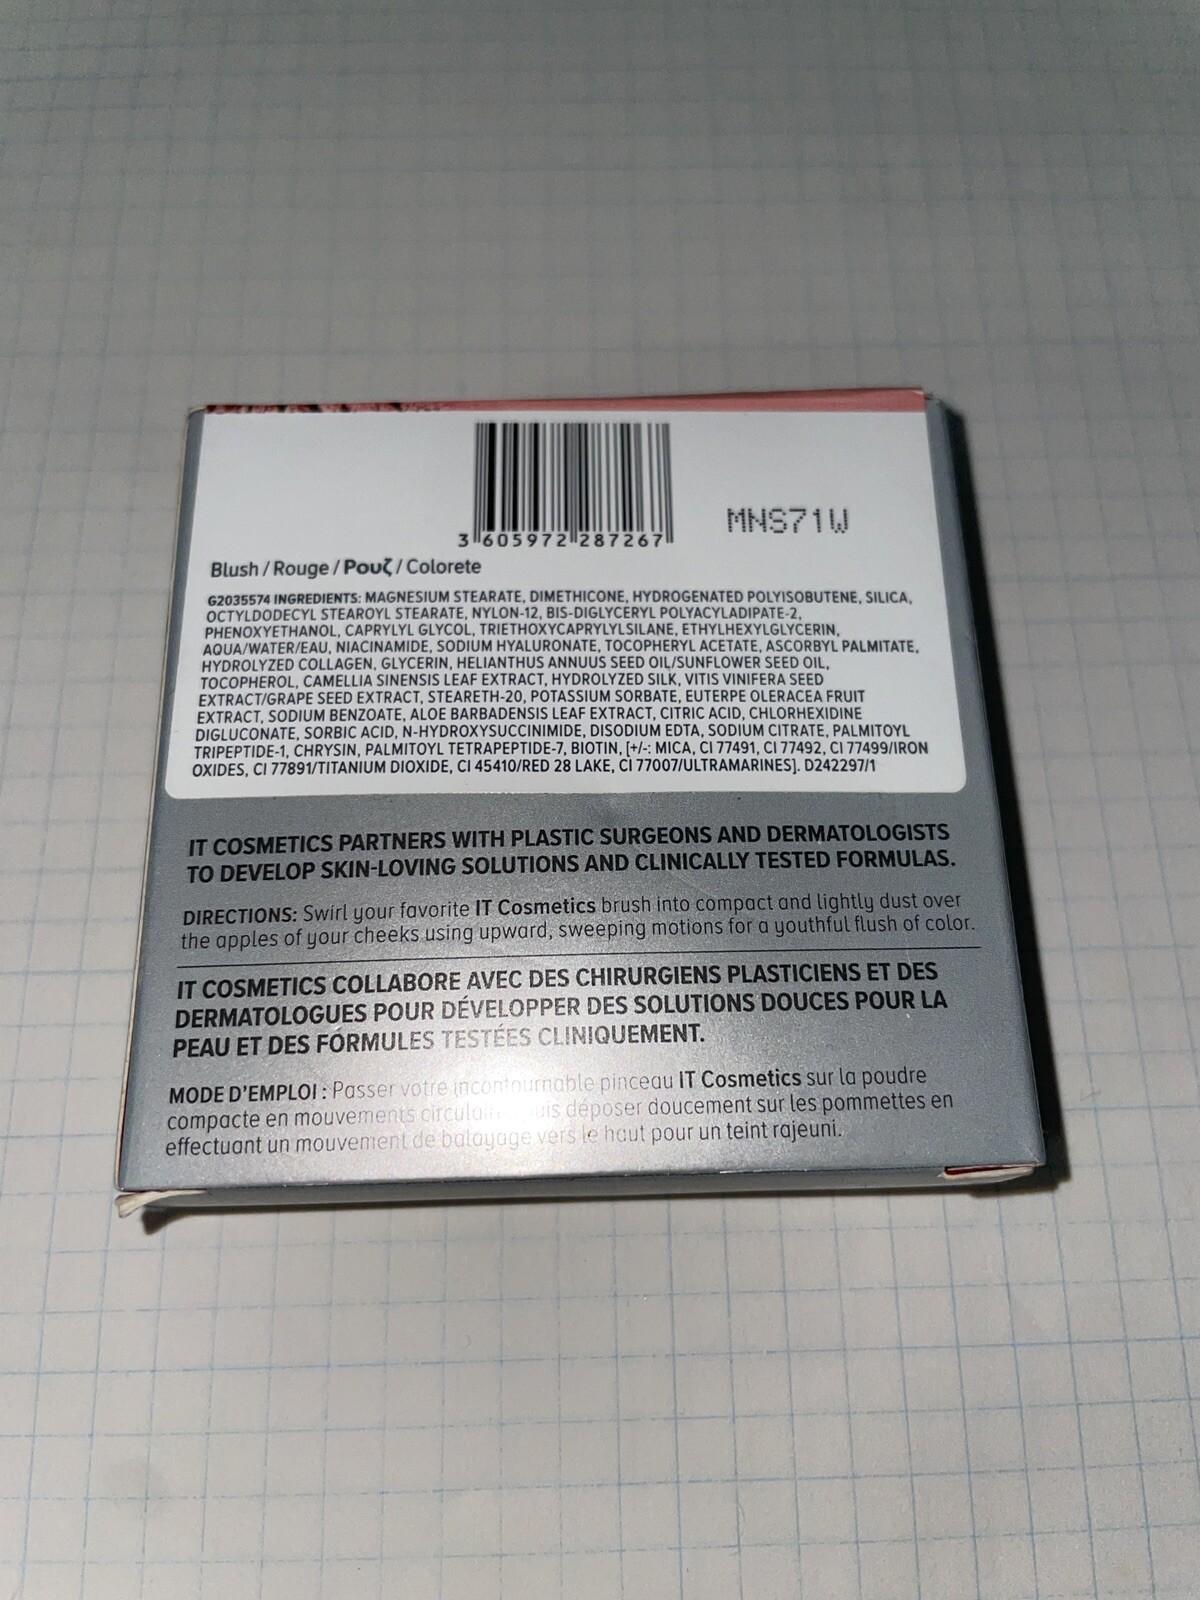 MNS71W
3 605972 287267
Blush / Rouge / Ρουζ / Colorete
G2035574 INGREDIENTS: MAGNESIUM STEARATE, DIMETHICONE, HYDROGENATED POLYISOBUTENE, SILICA,
OCTYLDODECYL STEAROYL STEARATE, NYLON-12, BIS-DIGLYCERYL POLYACYLADIPATE-2,
PHENOXYETHANOL, CAPRYLYL GLYCOL, TRIETHOXYCAPRYLYLSILANE, ETHYLHEXYLGLYCERIN,
AQUA/WATER/EAU, NIACINAMIDE, SODIUM HYALURONATE, TOCOPHERYL ACETATE, ASCORBYL PALMITATE,
HYDROLYZED COLLAGEN, GLYCERIN, HELIANTHUS ANNUUS SEED OIL/SUNFLOWER SEED OIL,
TOCOPHEROL, CAMELLIA SINENSIS LEAF EXTRACT, HYDROLYZED SILK, VITIS VINIFERA SEED
EXTRACT/GRAPE SEED EXTRACT, STEARETH-20, POTASSIUM SORBATE, EUTERPE OLERACEA FRUIT
EXTRACT, SODIUM BENZOATE, ALOE BARBADENSIS LEAF EXTRACT, CITRIC ACID, CHLORHEXIDINE
DIGLUCONATE, SORBIC ACID, N-HYDROXYSUCCINIMIDE, DISODIUM EDTA, SODIUM CITRATE, PALMITOYL
TRIPEPTIDE-1, CHRYSIN, PALMITOYL TETRAPEPTIDE-7, BIOTIN, [+/-: MICA, CI 77491, CI 77492, CI 77499/IRON
OXIDES, CI 77891/TITANIUM DIOXIDE, CI 45410/RED 28 LAKE, CI 77007/ULTRAMARINES]. D242297/1
IT COSMETICS PARTNERS WITH PLASTIC SURGEONS AND DERMATOLOGISTS
TO DEVELOP SKIN-LOVING SOLUTIONS AND CLINICALLY TESTED FORMULAS.
DIRECTIONS: Swirl your favorite IT Cosmetics brush into compact and lightly dust over
the apples of your cheeks using upward, sweeping motions for a youthful flush of color.
IT COSMETICS COLLABORE AVEC DES CHIRURGIENS PLASTICIENS ET DES
DERMATOLOGUES POUR DÉVELOPPER DES SOLUTIONS DOUCES POUR LA
PEAU ET DES FORMULES TESTÉES CLINIQUEMENT.
MODE D'EMPLOI : Passer votre incontournable pinceau IT Cosmetics sur la poudre
compacte en mouvements déposer doucement sur les pommettes en
effectuant un mouvement de balayage vers le haut pour un teint rajeuni.